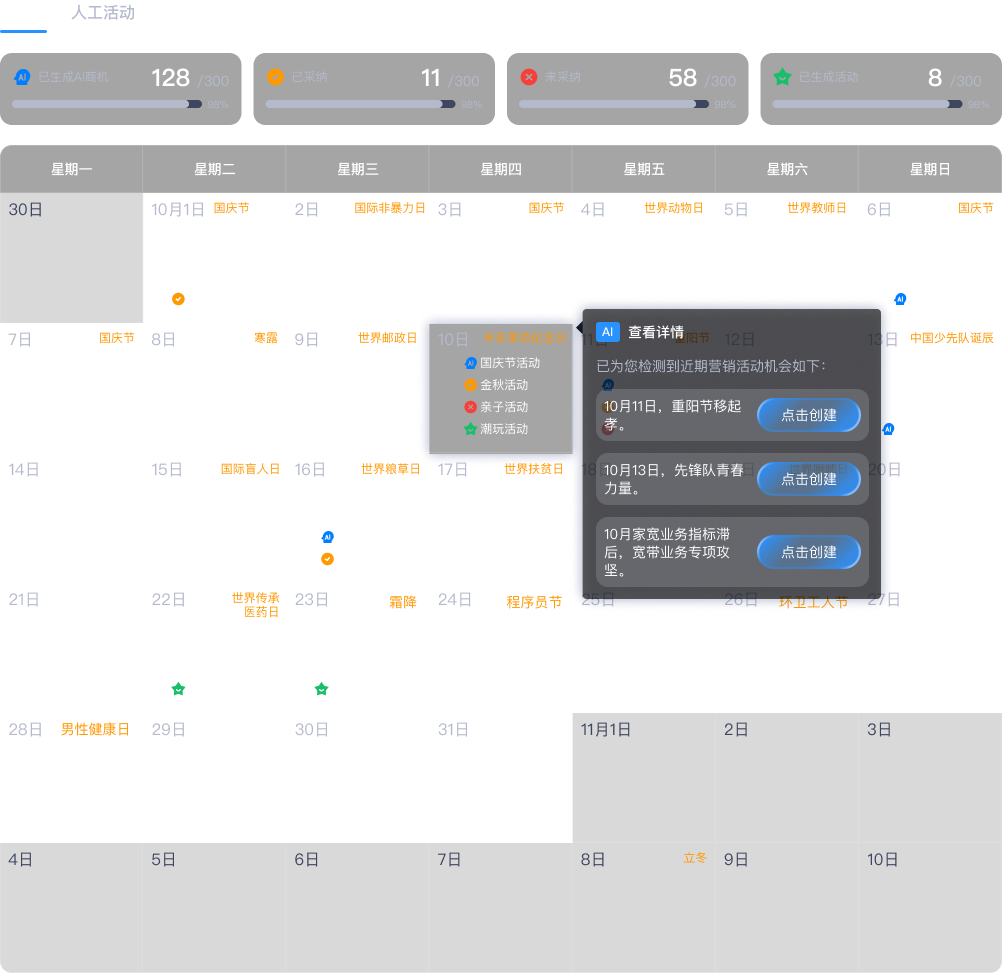 人工活动
AI 已生成AI商机 128 /300
98%
已采纳 11 /300
98%
未采纳 58 /300
98%
已生成活动 8 /300
98%
星期一 星期二 星期三 星期四 星期五 星期六 星期日
30日 10月1日 国庆节 2日 国际非暴力日 3日 国庆节 4日 世界动物日 5日 世界教师日 6日 国庆节
AI
7日 国庆节 8日 寒露 9日 世界邮政日 10日 11日 重阳节 12日 13日 中国少先队诞辰
AI 国庆节活动
金秋活动
亲子活动
潮玩活动
AI 查看详情
已为您检测到近期营销活动机会如下：
AI
10月11日，重阳节移起
孝。
点击创建
10月13日，先锋队青春
力量。
点击创建
10月家宽业务指标滞
后，宽带业务专项攻
坚。
点击创建
AI
14日 15日 国际盲人日 16日 世界粮草日 17日 世界扶贫日 20日
AI
21日 22日 世界传承
医药日
23日 霜降 24日 程序员节 25日 26日 环卫工人节 27日
28日 男性健康日 29日 30日 31日 11月1日 2日 3日
4日 5日 6日 7日 8日 立冬 9日 10日